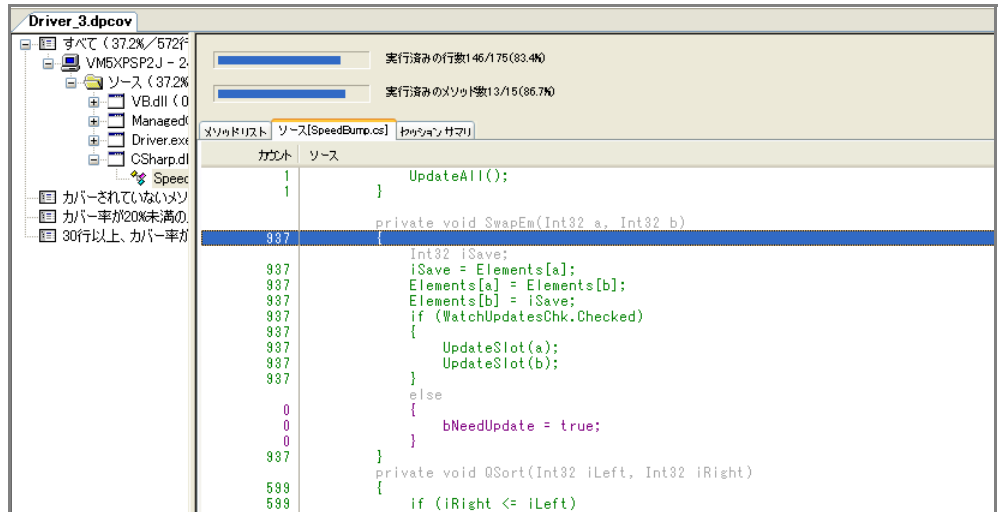 Driver_3.dpcov
すべて (37.2%／572行
VM5XPSP2J - 2
ソース (37.2%
VB.dll (0
Managed
Driver.exe
CSharp.dl
Speed
カバーされていないメソ
カバー率が20%未満の
30行以上、カバー率が
実行済みの行数146/175(83.4%)
実行済みのメソッド数13/15(86.7%)
メソッドリスト ソース[SpeedBump.cs] セッション サマリ
カウント ソース
1 UpdateAll();
1 }
private void SwapEm(Int32 a, Int32 b)
937 {
Int32 iSave;
937 iSave = Elements[a];
937 Elements[a] = Elements[b];
937 Elements[b] = iSave;
937 if (WatchUpdatesChk.Checked)
937 {
937 UpdateSlot(a);
937 UpdateSlot(b);
937 }
else
0 {
0 bNeedUpdate = true;
0 }
937 }
private void QSort(Int32 iLeft, Int32 iRight)
599 {
599 if (iRight <= iLeft)